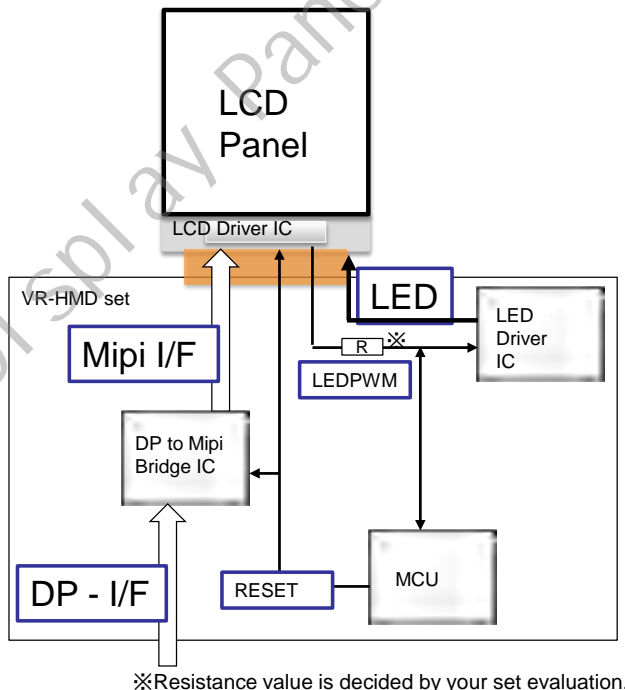 LCD
Panel
LCD Driver IC
VR-HMD set
LED
LED
Driver
IC
R
※
Mipi I/F
LEDPWM
DP to Mipi
Bridge IC
DP - I/F
RESET
MCU
※Resistance value is decided by your set evaluation.